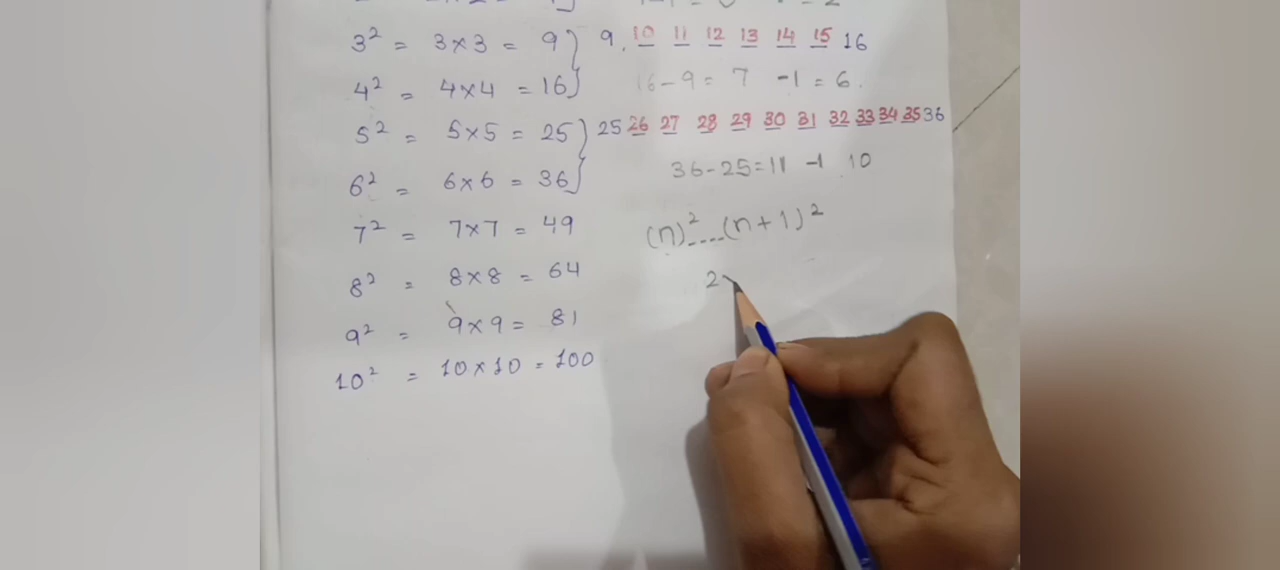 3² = 3×3 = 9 } 9, 10 11 12 13 14 15 16
4² = 4×4 = 16 16-9 = 7 -1 = 6.
5² = 5×5 = 25 } 25 26 27 28 29 30 31 32 33 34 35 36
6² = 6×6 = 36 36-25=11 -1 10
7² = 7×7 = 49 (n)²....(n+1)²
8² = 8×8 = 64 2
9² = 9×9 = 81
10² = 10×10 = 100